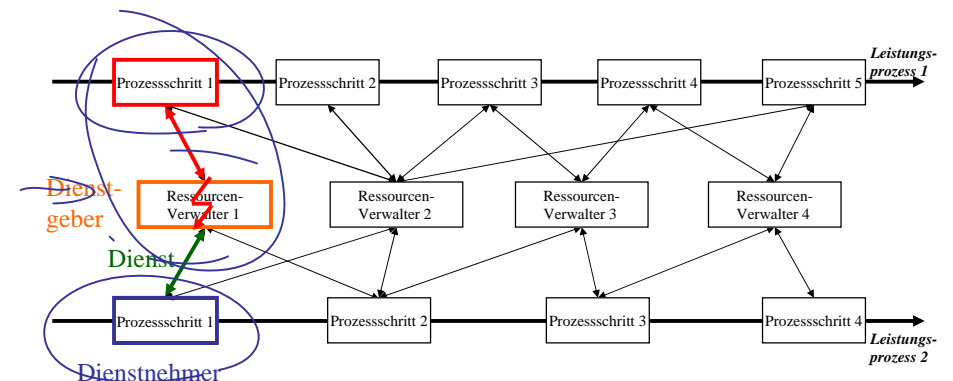 Leistungs-
prozess 1
Prozessschritt 1
Prozessschritt 2
Prozessschritt 3
Prozessschritt 4
Prozessschritt 5
Dienst-
geber
Ressourcen-
Verwalter 1
Ressourcen-
Verwalter 2
Ressourcen-
Verwalter 3
Ressourcen-
Verwalter 4
Dienst
Prozessschritt 1
Prozessschritt 2
Prozessschritt 3
Prozessschritt 4
Leistungs-
prozess 2
Dienstnehmer